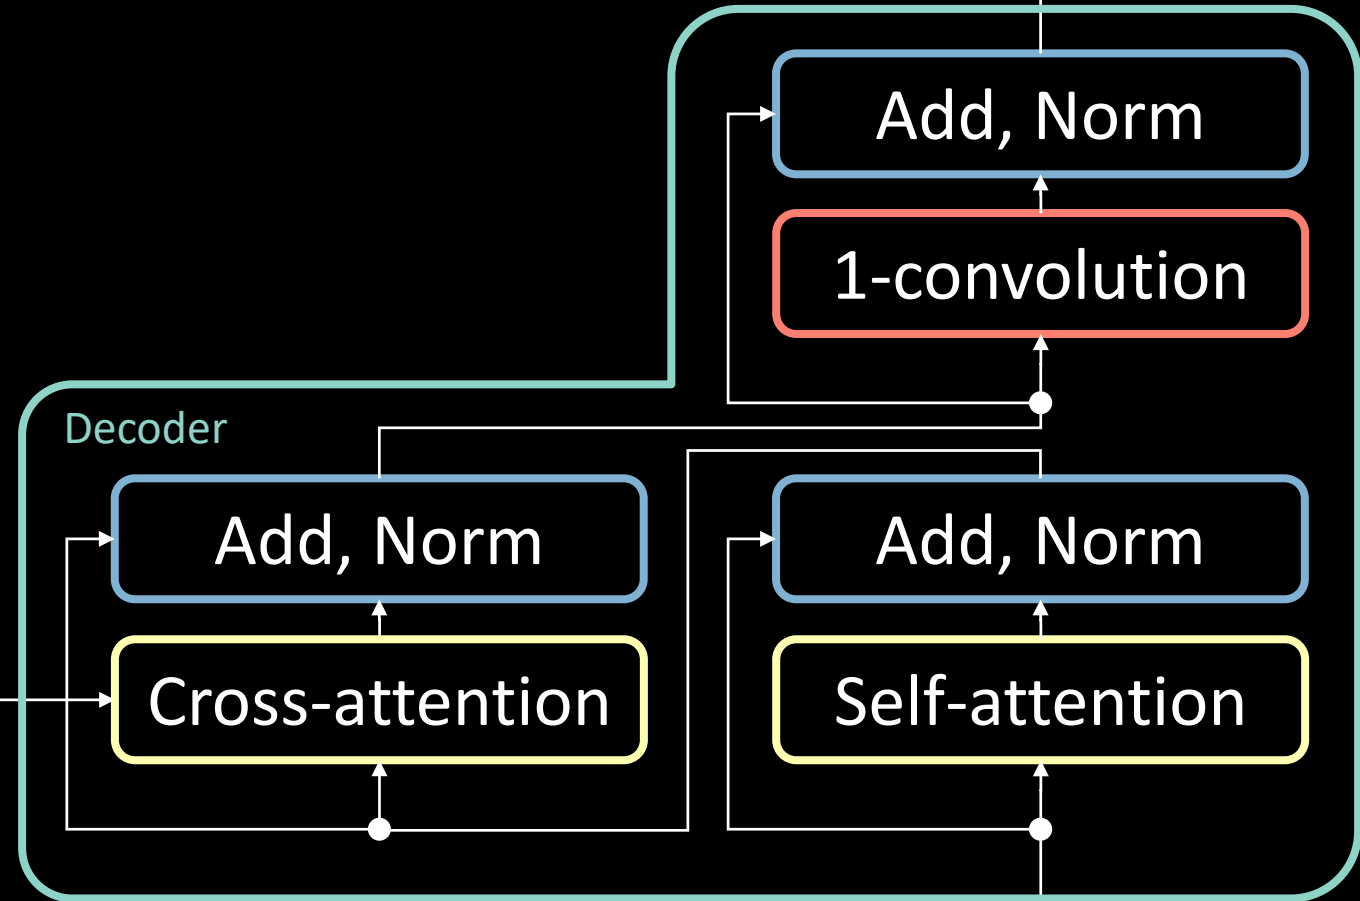 Add, Norm
1-convolution
Decoder
Add, Norm
Add, Norm
Cross-attention
Self-attention